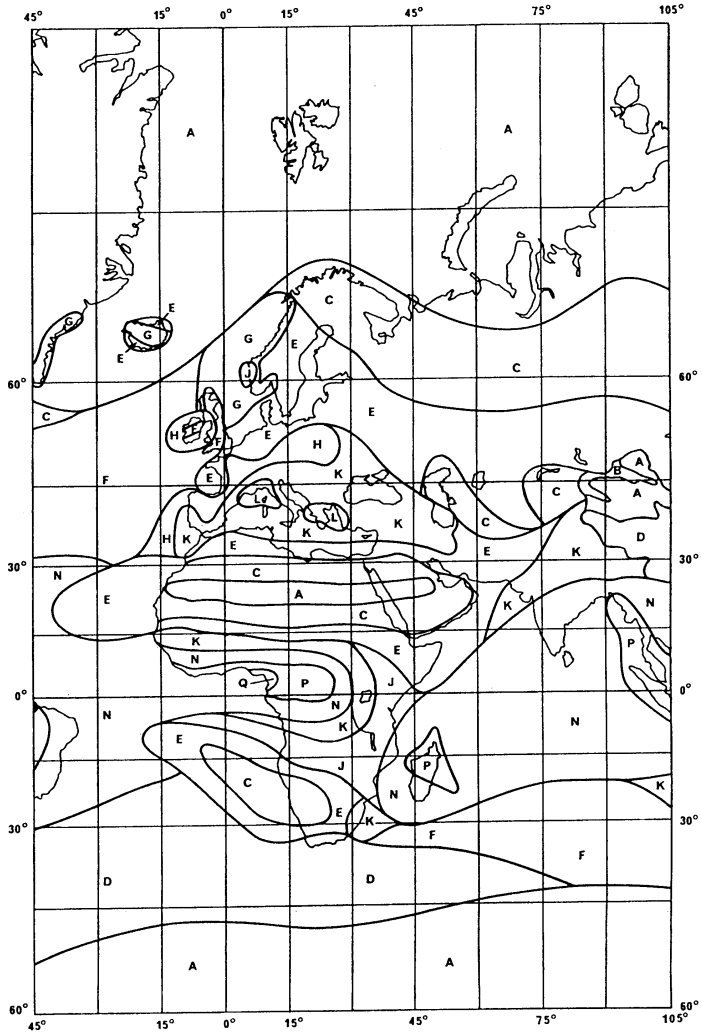 45° 15° 0° 15° 45° 75° 105°
A A
E
G C
G
E G E
J
60° C 60°
C G E
H E F E H
F E K A
B
L C A
L
H K E K K C E K D
30° N C 30°
E A K N
C
K E P
N
Q P J
0° N 0°
N N
K
E
J P
C
N K
E K
30° F 30°
F
D D
A A
60° 60°
45° 15° 0° 15° 45° 75° 105°